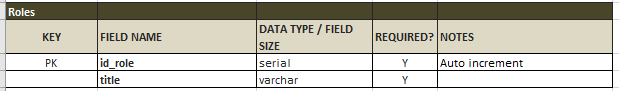 Roles
KEY FIELD NAME DATA TYPE / FIELD SIZE REQUIRED? NOTES
PK id_role serial Y Auto increment
title varchar Y